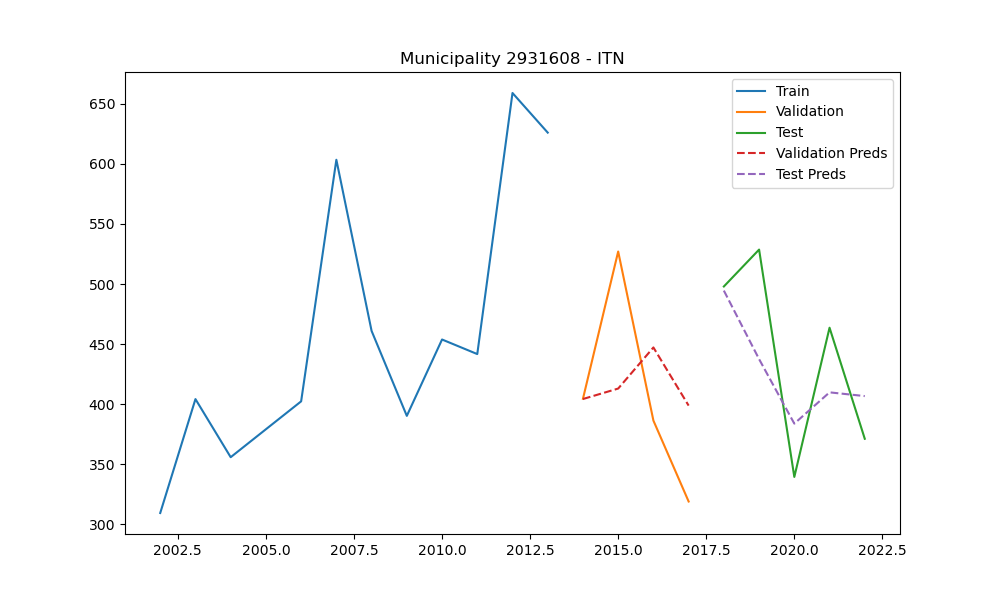 Municipality 2931608 - ITN
Train
Validation
Test
Validation Preds
Test Preds
650
600
550
500
450
400
350
300
2002.5 2005.0 2007.5 2010.0 2012.5 2015.0 2017.5 2020.0 2022.5